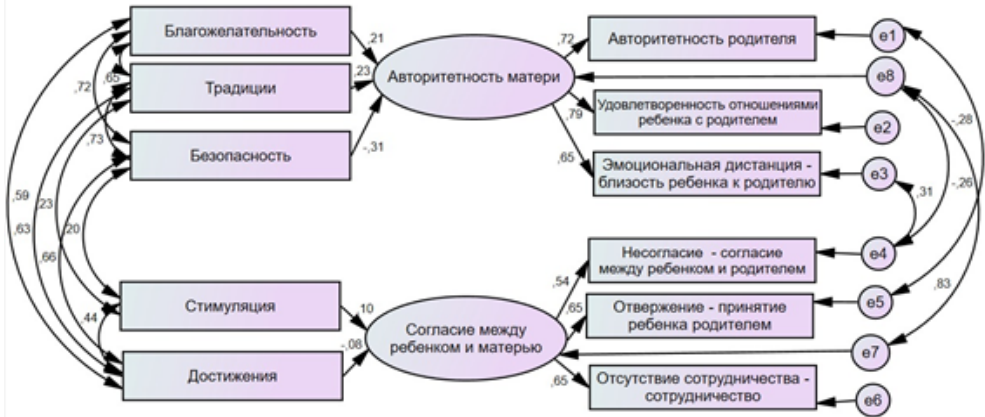 Благожелательность
Традиции
Безопасность
Стимуляция
Достижения
,72
,65
,73
,59
,23
,20
,63
,66
,44
,21
,23
-,31
,10
-,08
Авторитетность матери
Согласие между
ребенком и матерью
,72
,79
,65
,54
,65
,65
Авторитетность родителя
Удовлетворенность отношениями
ребенка с родителем
Эмоциональная дистанция -
близость ребенка к родителю
Несогласие - согласие
между ребенком и родителем
Отвержение - принятие
ребенка родителем
Отсутствие сотрудничества -
сотрудничество
e1
e8
e2
e3
e4
e5
e7
e6
-,28
-,26
,31
,83